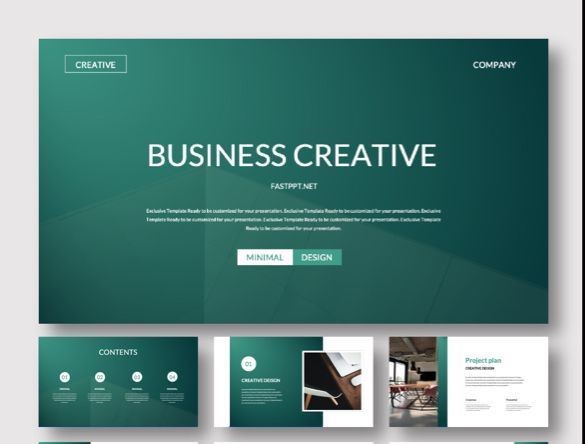 CREATIVE
COMPANY
BUSINESS CREATIVE
FASTPPT.NET
Exclusive Template Ready to be customized for your presentation. Exclusive Template Ready to be customized for your presentation. Exclusive
Template Ready to be customized for your presentation. Exclusive Template Ready to be customized for your presentation. Exclusive Template
Ready to be customized for your presentation.
MINIMAL DESIGN
CONTENTS
01 02 03 04
01
CREATIVE DESIGN
Project plan
CREATIVE DESIGN